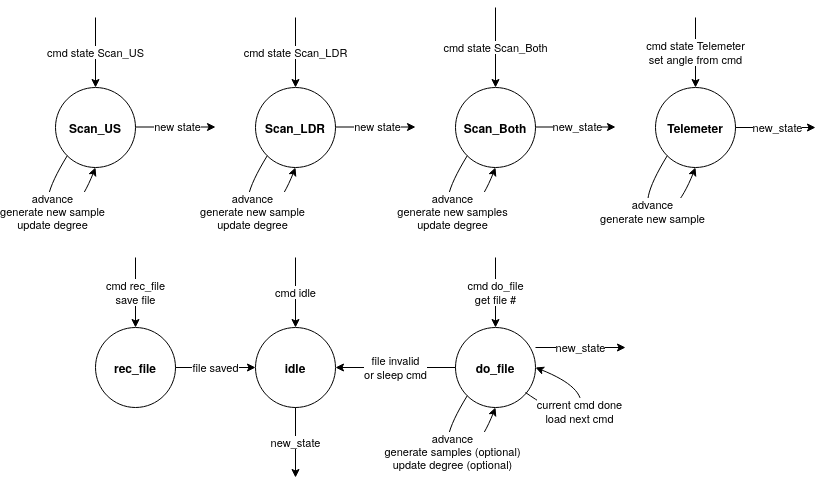 cmd state Scan_US
cmd state Scan_LDR
cmd state Scan_Both
cmd state Telemeter
set angle from cmd
Scan_US
new state
Scan_LDR
new state
Scan_Both
new_state
Telemeter
new_state
advance
generate new sample
update degree
advance
generate new sample
update degree
advance
generate new samples
update degree
advance
generate new sample
cmd rec_file
save file
cmd idle
cmd do_file
get file #
rec_file
file saved
idle
file invalid
or sleep cmd
do_file
new_state
current cmd done
load next cmd
new_state
advance
generate samples (optional)
update degree (optional)